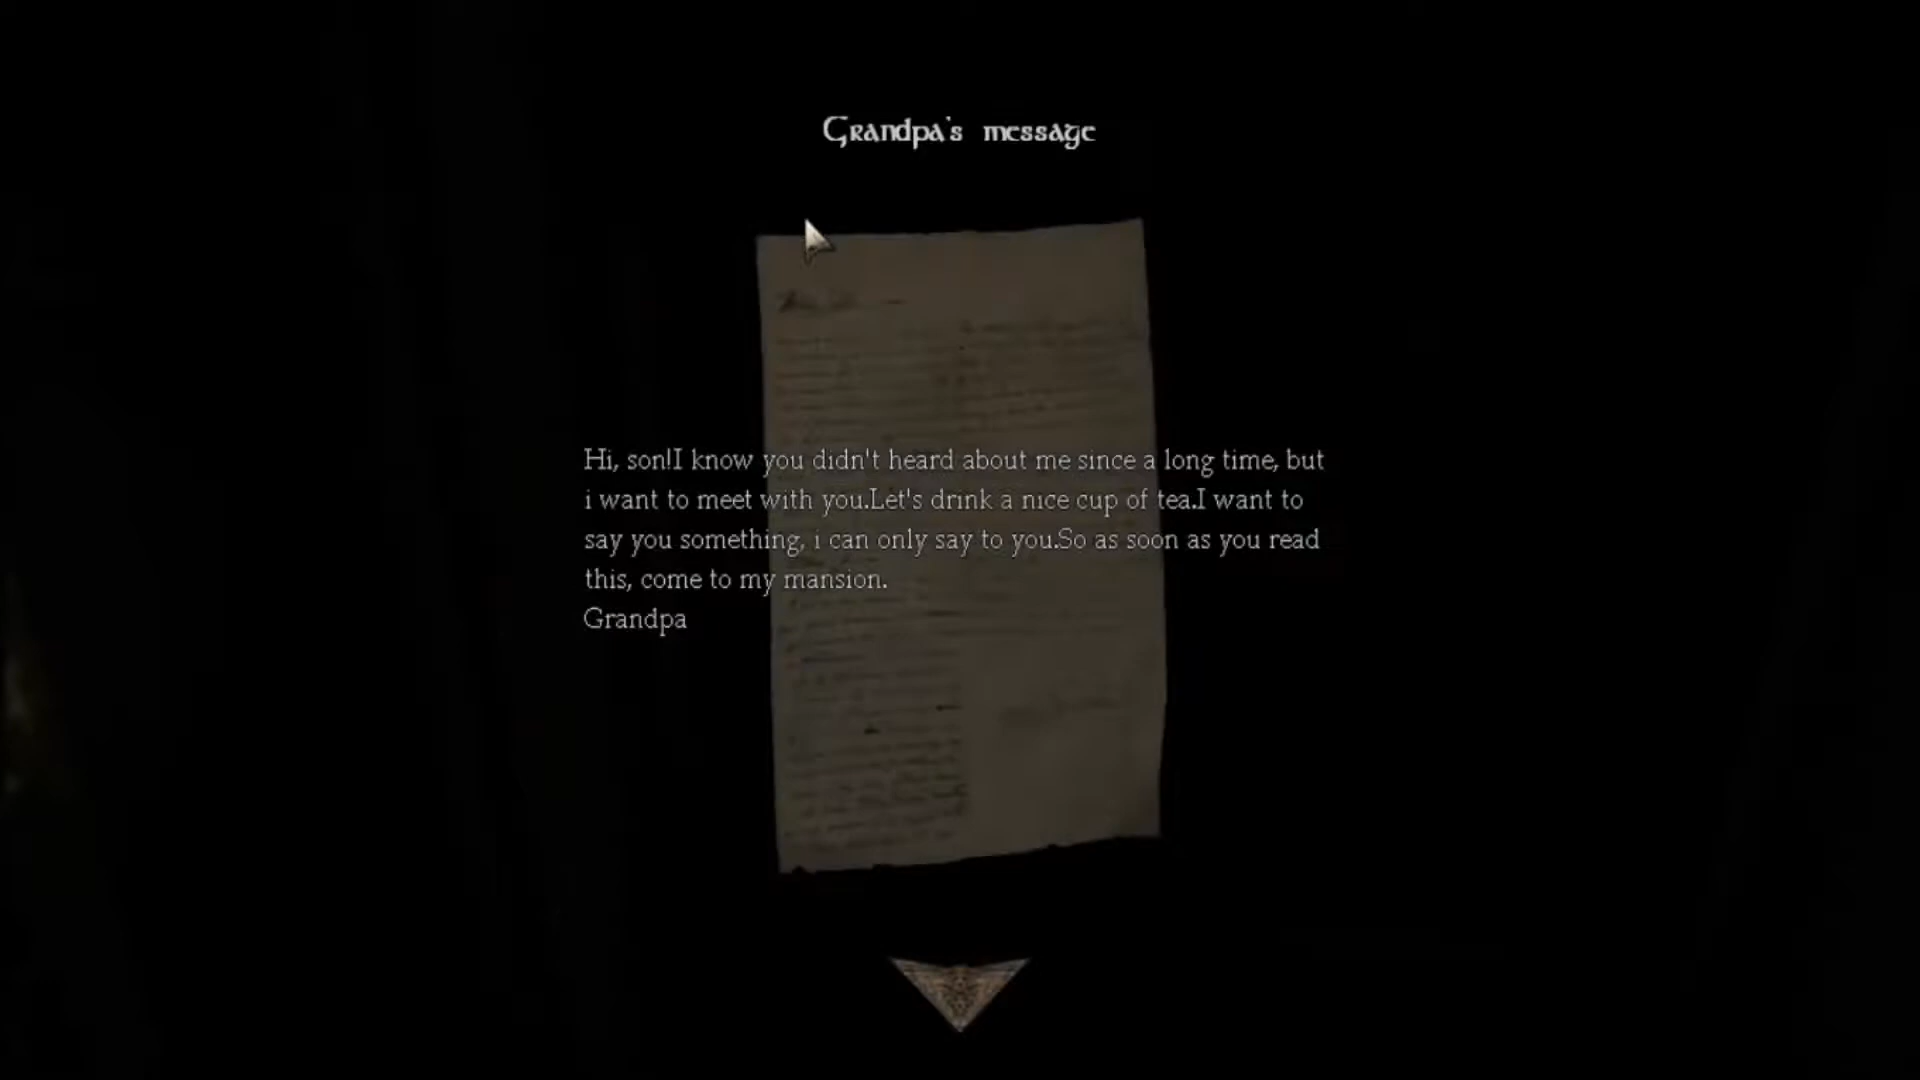 Grandpa's message
Hi, son!I know you didn't heard about me since a long time, but
i want to meet with you.Let's drink a nice cup of tea.I want to
say you something, i can only say to you.So as soon as you read
this, come to my mansion.
Grandpa